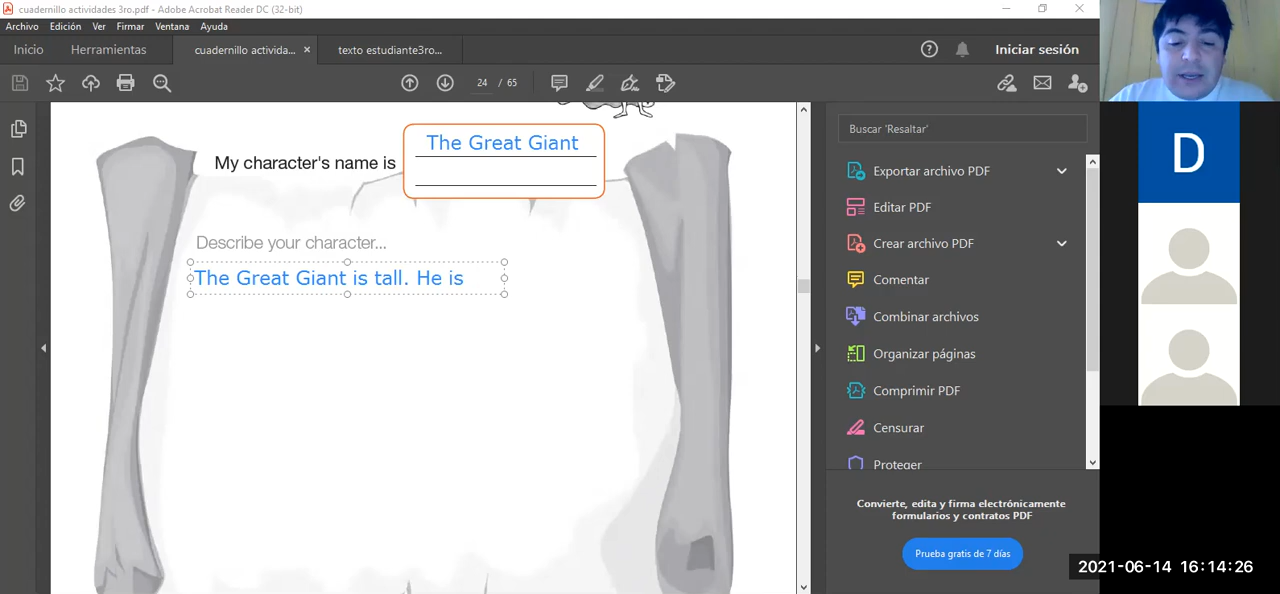 cuadernillo actividades 3ro.pdf - Adobe Acrobat Reader DC (32-bit)
Archivo Edición Ver Firmar Ventana Ayuda
Inicio Herramientas cuadernillo activida... × texto estudiante3ro... Iniciar sesión
24 / 65
My character's name is The Great Giant
Describe your character...
The Great Giant is tall. He is
Buscar 'Resaltar'
Exportar archivo PDF
Editar PDF
Crear archivo PDF
Comentar
Combinar archivos
Organizar páginas
Comprimir PDF
Censurar
Proteger
Convierte, edita y firma electrónicamente
formularios y contratos PDF
Prueba gratis de 7 días
D
2021-06-14 16:14:26